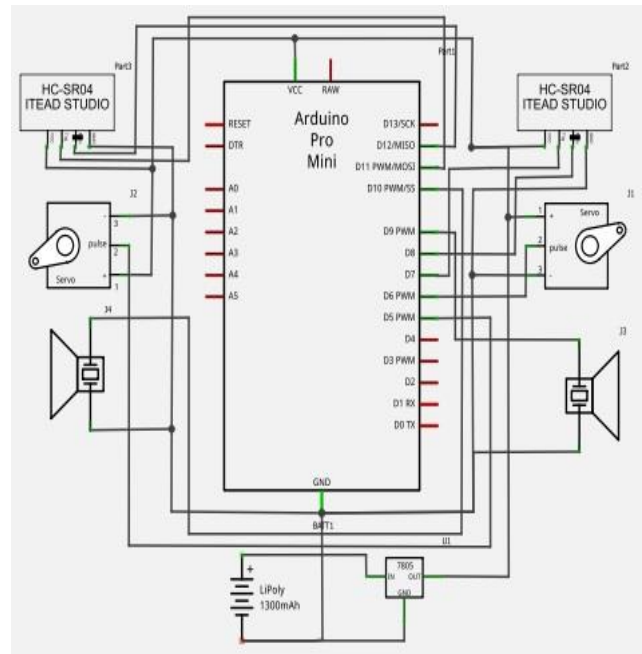 Part3
HC-SR04
ITEAD STUDIO
Part1
Part2
HC-SR04
ITEAD STUDIO
VCC
RAW
Arduino
Pro
Mini
RESET
DTR
A0
A1
A2
A3
A4
A5
D13/SCK
D12/MISO
D11 PWM/MOSI
D10 PWM/SS
D9 PWM
D8
D7
D6 PWM
D5 PWM
D4
D3 PWM
D2
D1 RX
D0 TX
GND
J2
-
3
pulse
2
+
1
Servo
J1
Servo
1
+
2
pulse
3
-
J4
J3
BATT1
+
LiPoly
1300mAh
U1
7805
IN
OUT
GND